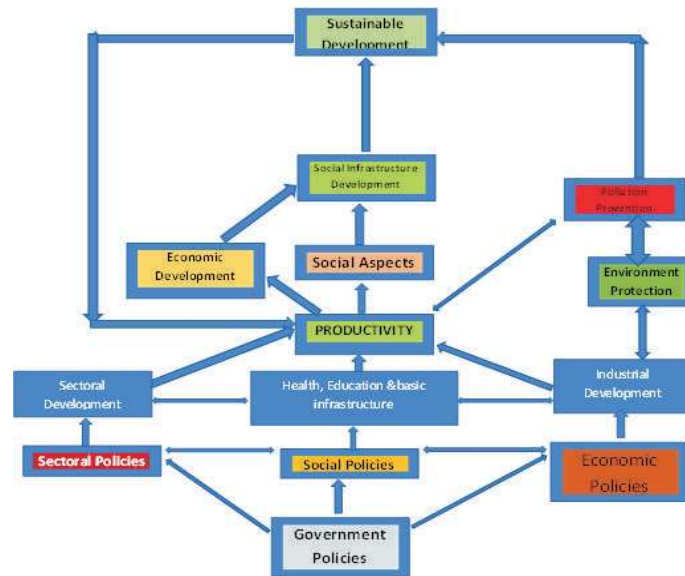 Sustainable
Development
Social Infrastructure
Development
Pollution
Prevention
Economic
Development
Social Aspects
Environment
Protection
PRODUCTIVITY
Sectoral
Development
Health, Education &basic
infrastructure
Industrial
Development
Sectoral Policies
Social Policies
Economic
Policies
Government
Policies